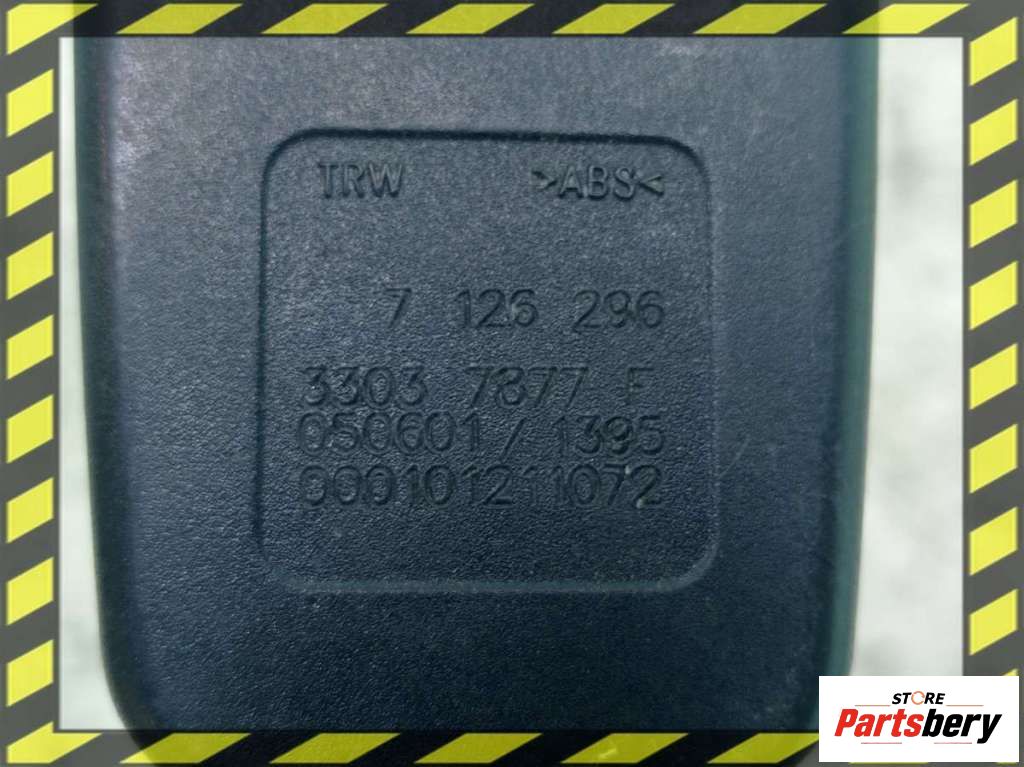 TRW >ABS<
7 126 296
3303 7877 F
050601 / 1395
000101211072
STORE
Partsbery